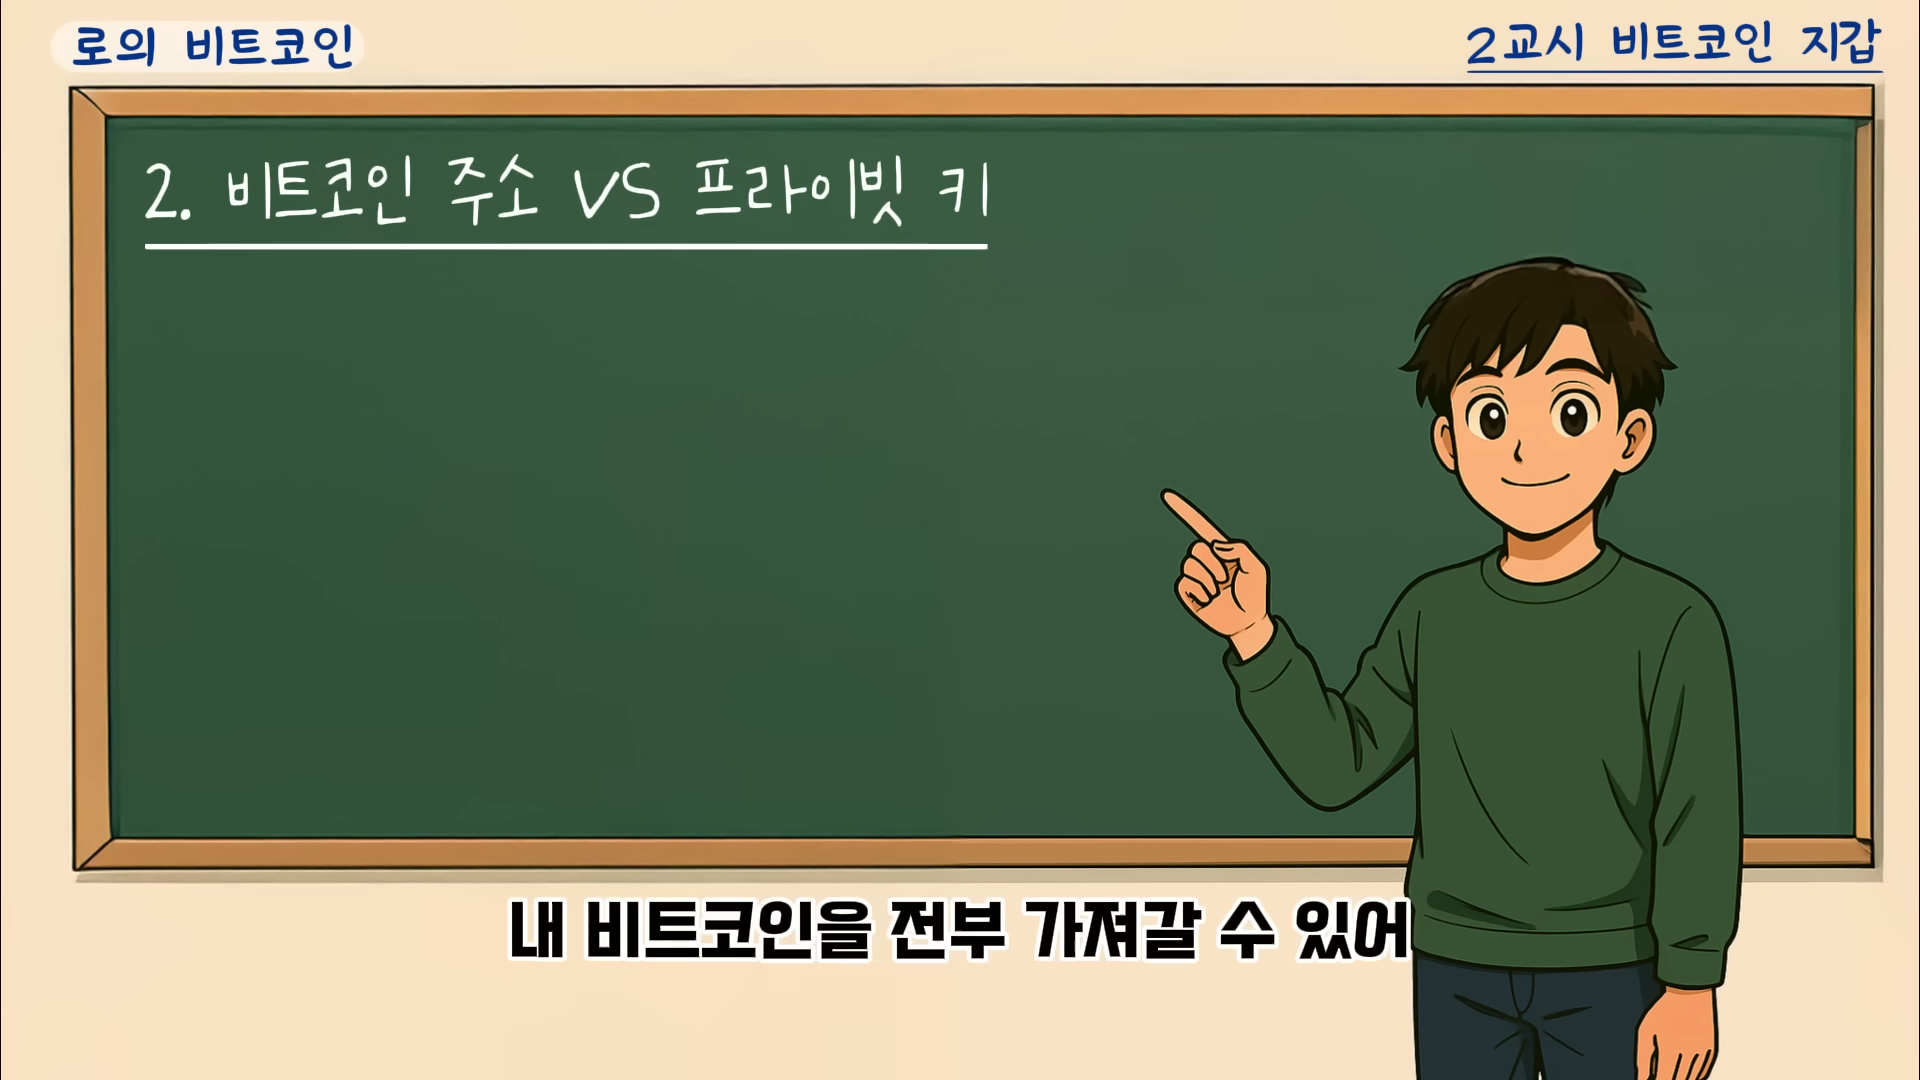 로의 비트코인
2교시 비트코인 지갑
2. 비트코인 주소 VS 프라이빗 키
내 비트코인을 전부 가져갈 수 있어